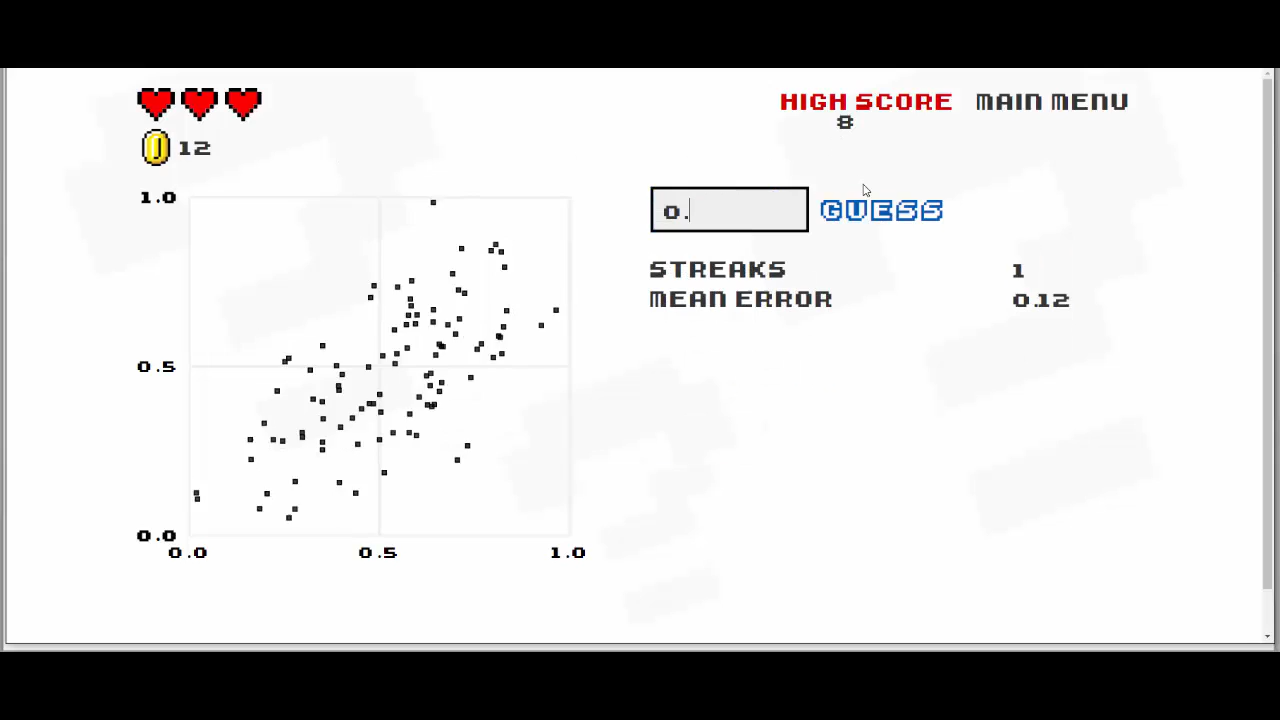 HIGH SCORE MAIN MENU
8
12
0. GUESS
STREAKS 1
MEAN ERROR 0.12
1.0
0.5
0.0
0.0 0.5 1.0